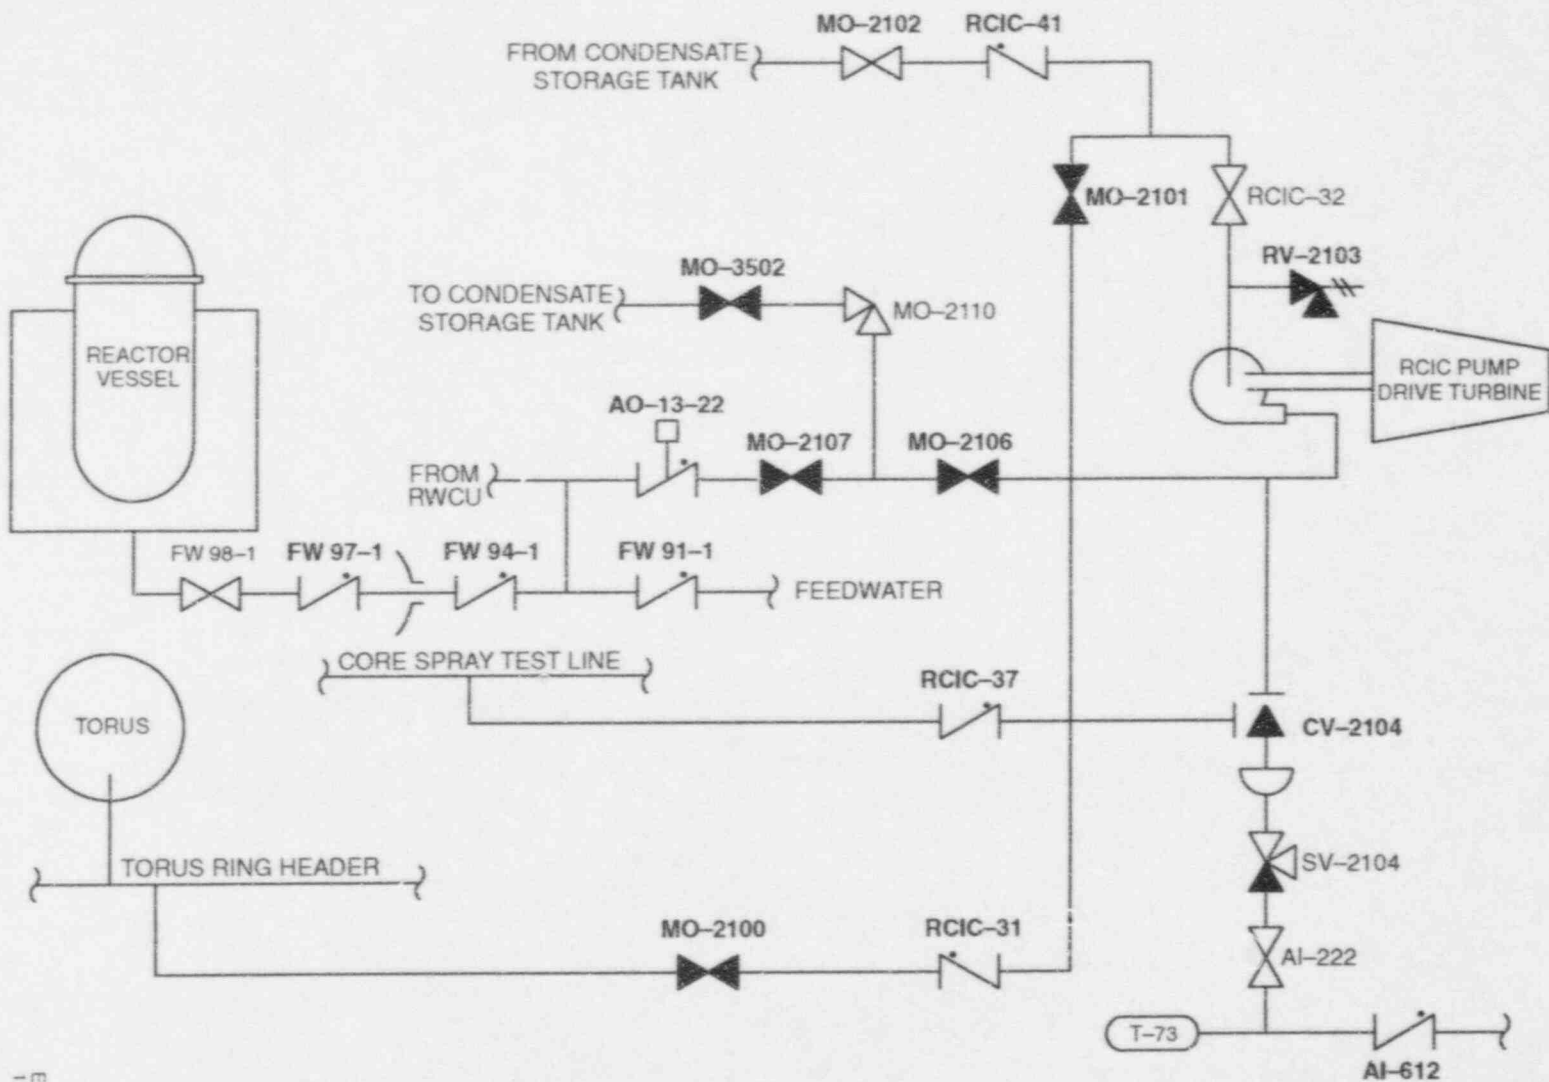 MO–2102
RCIC–41
FROM CONDENSATE
STORAGE TANK
MO–2101
RCIC–32
RV–2103
MO–3502
TO CONDENSATE
STORAGE TANK
MO–2110
REACTOR
VESSEL
RCIC PUMP
DRIVE TURBINE
AO–13–22
MO–2107
MO–2106
FROM
RWCU
FW 98–1
FW 97–1
FW 94–1
FW 91–1
FEEDWATER
CORE SPRAY TEST LINE
RCIC–37
TORUS
CV–2104
TORUS RING HEADER
SV–2104
MO–2100
RCIC–31
AI–222
T–73
AI–612